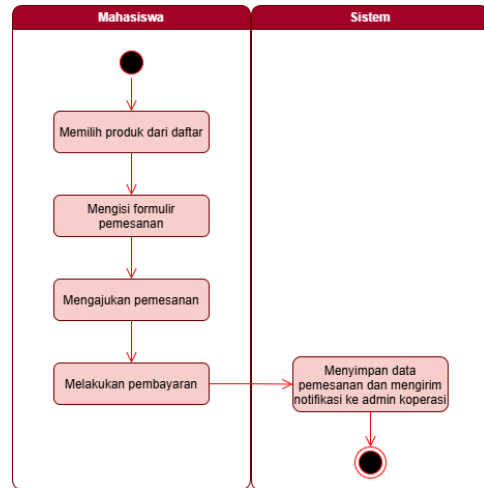 Mahasiswa
Sistem
Memilih produk dari daftar
Mengisi formulir
pemesanan
Mengajukan pemesanan
Melakukan pembayaran
Menyimpan data
pemesanan dan mengirim
notifikasi ke admin koperasi